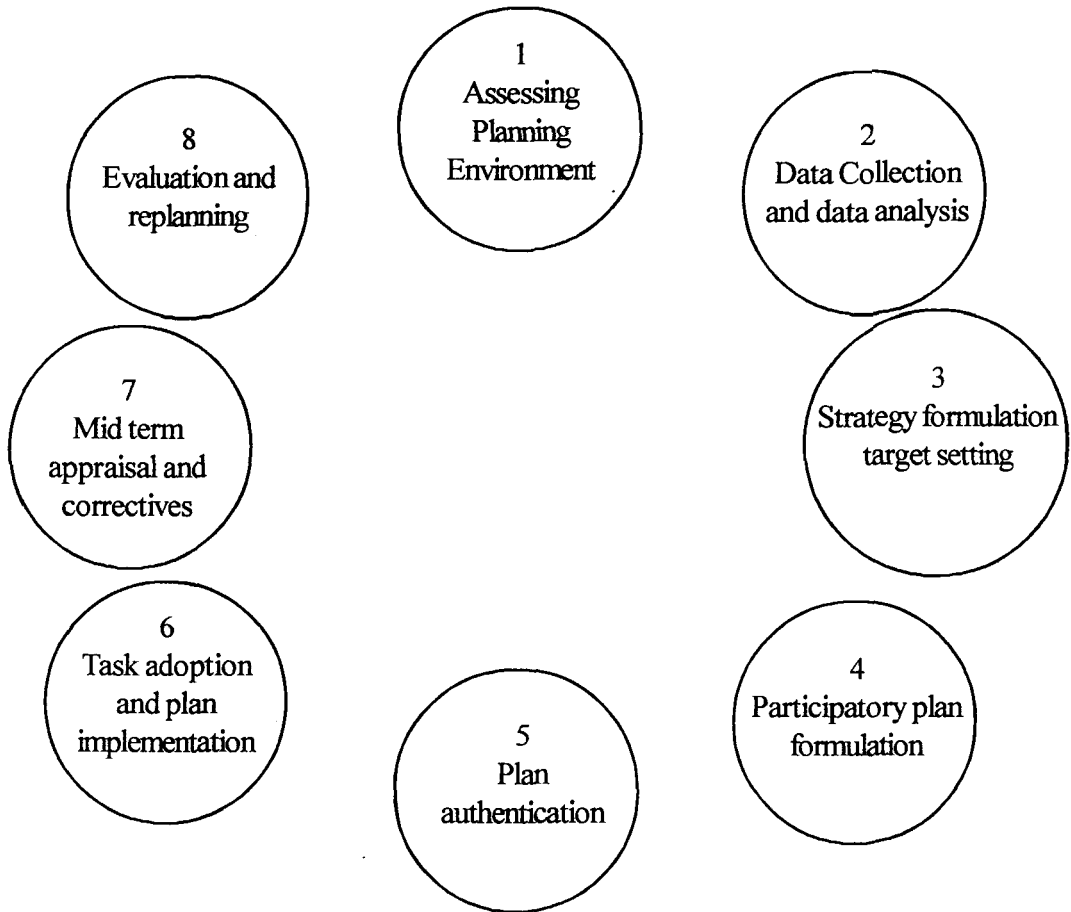 1
Assessing
Planning
Environment
2
Data Collection
and data analysis
3
Strategy formulation
target setting
4
Participatory plan
formulation
5
Plan
authentication
6
Task adoption
and plan
implementation
7
Mid term
appraisal and
correctives
8
Evaluation and
replanning